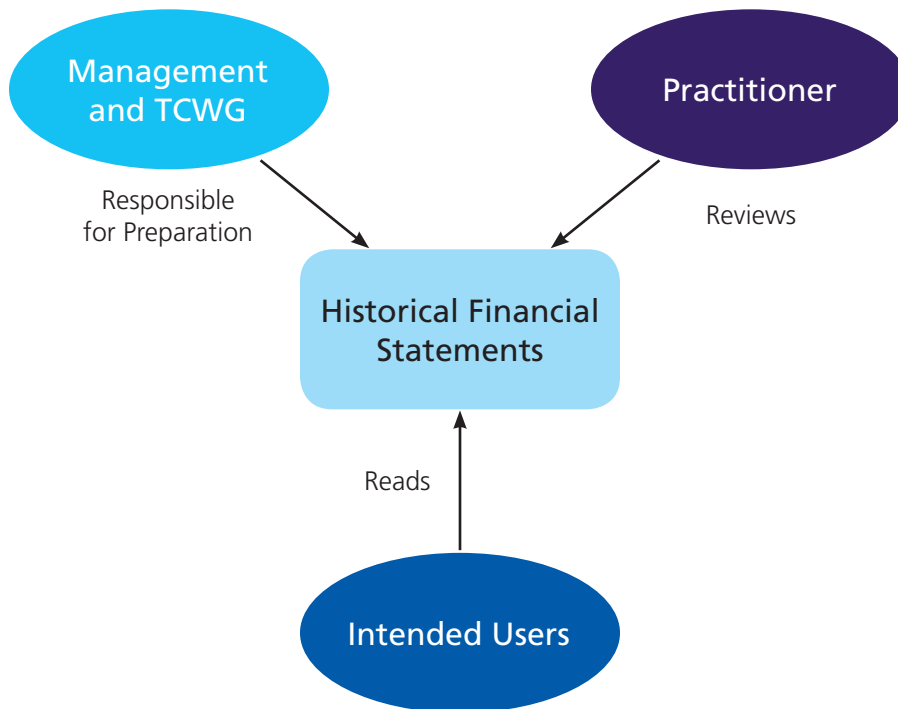 Management
and TCWG
Practitioner
Responsible
for Preparation
Reviews
Historical Financial
Statements
Reads
Intended Users